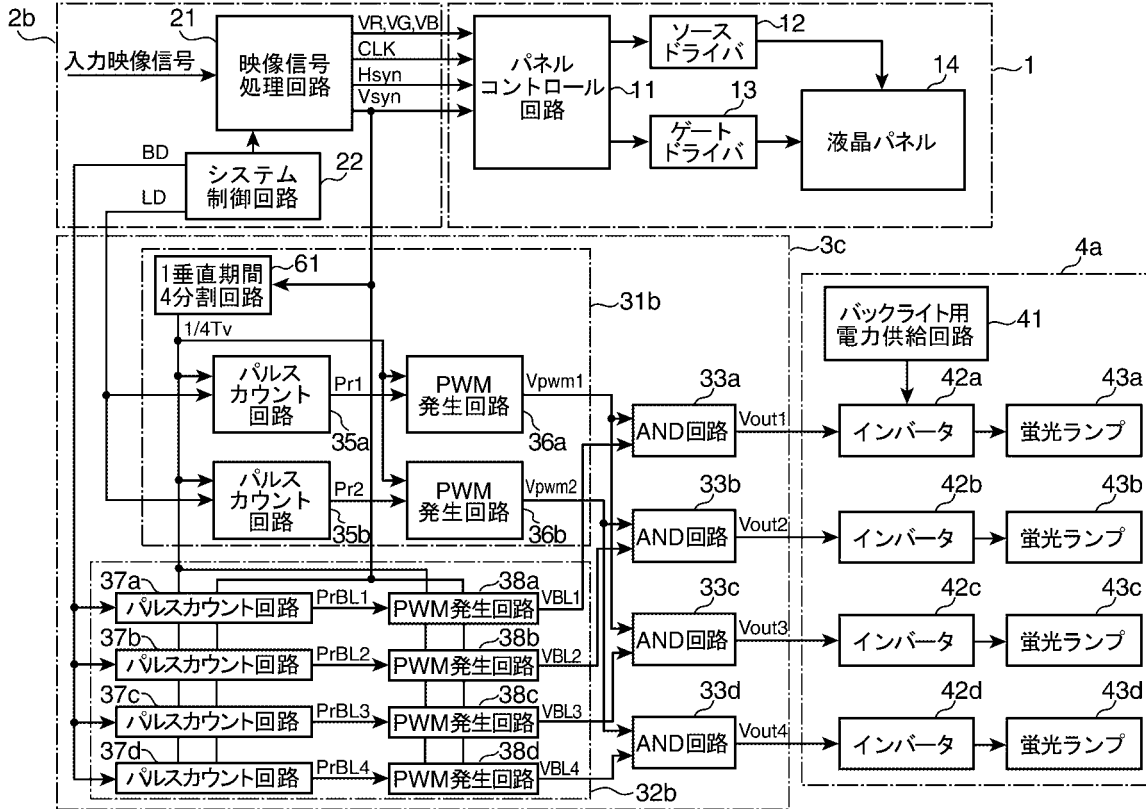 2b
21
入力映像信号
映像信号
処理回路
VR,VG,VB
CLK
Hsyn
Vsyn
BD
LD
システム
制御回路
22
パネル
コントロール
回路
11
ソース
ドライバ
12
13
ゲート
ドライバ
14
液晶パネル
1
3c
1垂直期間
4分割回路
61
31b
1/4Tv
パルス
カウント
回路
35a
Pr1
PWM
発生回路
36a
Vpwm1
パルス
カウント
回路
35b
Pr2
PWM
発生回路
36b
Vpwm2
37a
パルスカウント回路
PrBL1
38a
PWM発生回路
VBL1
37b
パルスカウント回路
PrBL2
38b
PWM発生回路
VBL2
37c
パルスカウント回路
PrBL3
38c
PWM発生回路
VBL3
37d
パルスカウント回路
PrBL4
38d
PWM発生回路
VBL4
32b
33a
AND回路
Vout1
33b
AND回路
Vout2
33c
AND回路
Vout3
33d
AND回路
Vout4
4a
バックライト用
電力供給回路
41
42a
インバータ
43a
蛍光ランプ
42b
インバータ
43b
蛍光ランプ
42c
インバータ
43c
蛍光ランプ
42d
インバータ
43d
蛍光ランプ